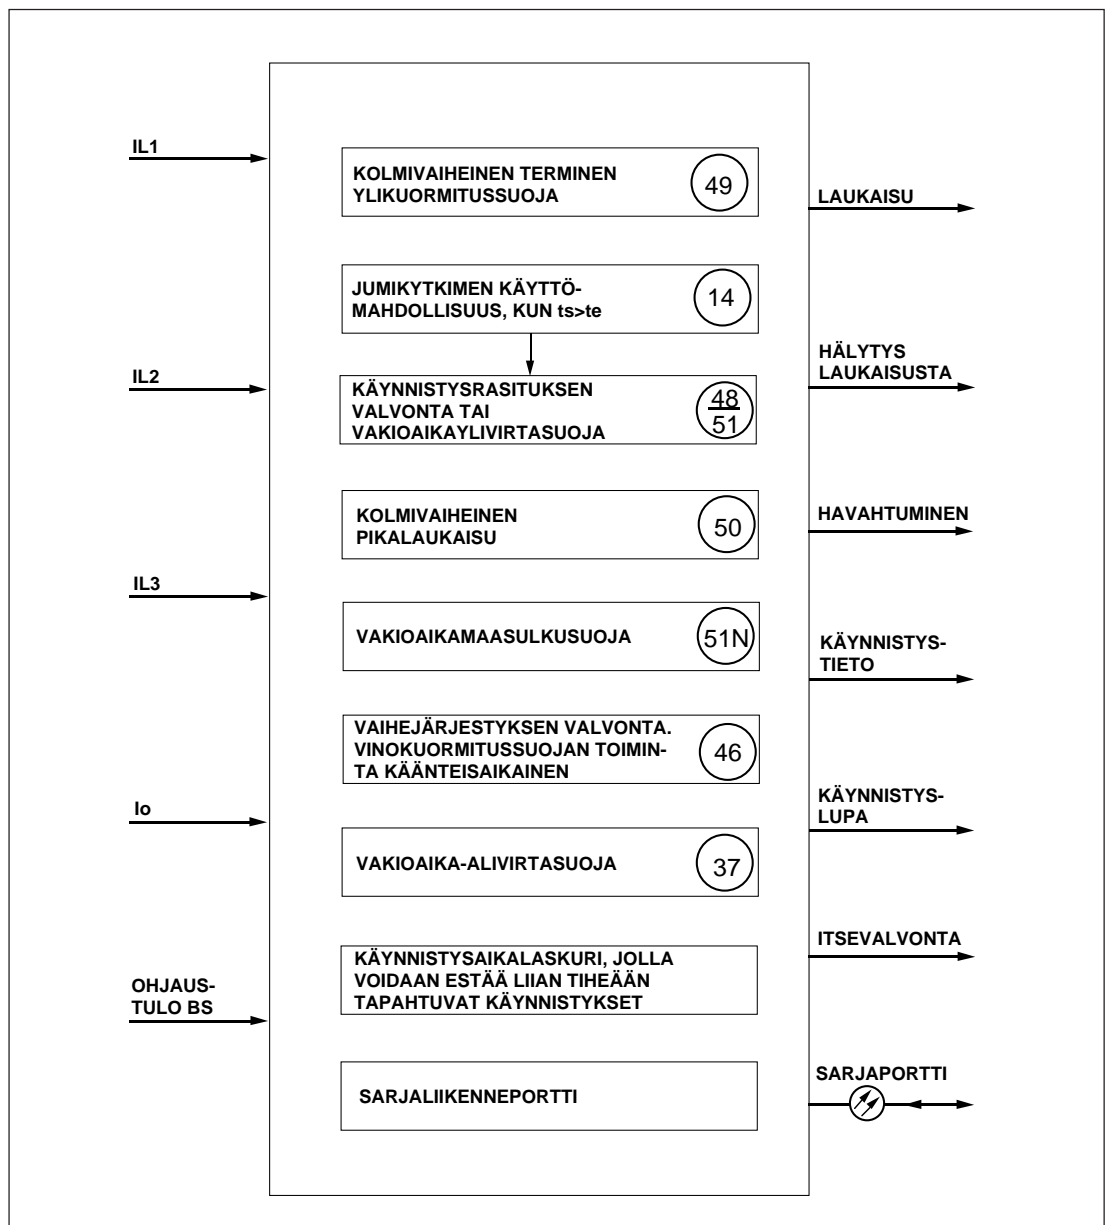 IL1
IL2
IL3
Io
OHJAUS-
TULO BS
KOLMIVAIHEINEN TERMINEN
YLIKUORMITUSSUOJA
49
JUMIKYTKIMEN KÄYTTÖ-
MAHDOLLISUUS, KUN ts>te
14
KÄYNNISTYSRASITUKSEN
VALVONTA TAI
VAKIOAIKAYLIVIRTASUOJA
48
51
KOLMIVAIHEINEN
PIKALAUKAISU
50
VAKIOAIKAMAASULKUSUOJA
51N
VAIHEJÄRJESTYKSEN VALVONTA.
VINOKUORMITUSSUOJAN TOIMIN-
TA KÄÄNTEISAIKAINEN
46
VAKIOAIKA-ALIVIRTASUOJA
37
KÄYNNISTYSAIKALASKURI, JOLLA
VOIDAAN ESTÄÄ LIIAN TIHEÄÄN
TAPAHTUVAT KÄYNNISTYKSET
SARJALIIKENNEPORTTI
LAUKAISU
HÄLYTYS
LAUKAISUSTA
HAVAHTUMINEN
KÄYNNISTYS-
TIETO
KÄYNNISTYS-
LUPA
ITSEVALVONTA
SARJAPORTTI